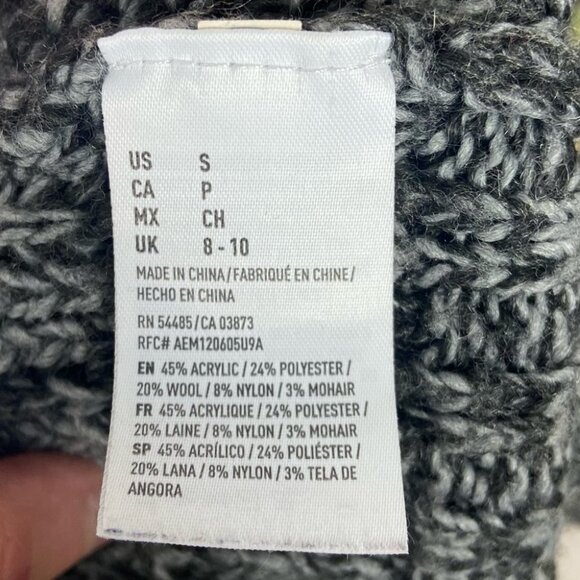 US S
CA P
MX CH
UK 8 - 10
MADE IN CHINA/FABRIQUÉ EN CHINE/
HECHO EN CHINA
RN 54485/CA 03873
RFC# AEM120605U9A
EN 45% ACRYLIC / 24% POLYESTER /
20% WOOL / 8% NYLON / 3% MOHAIR
FR 45% ACRYLIQUE / 24% POLYESTER /
20% LAINE / 8% NYLON / 3% MOHAIR
SP 45% ACRÍLICO / 24% POLIÉSTER /
20% LANA / 8% NYLON / 3% TELA DE
ANGORA